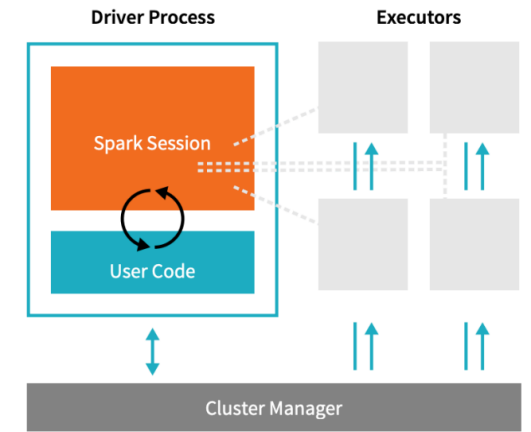 Driver Process
Executors
Spark Session
User Code
Cluster Manager